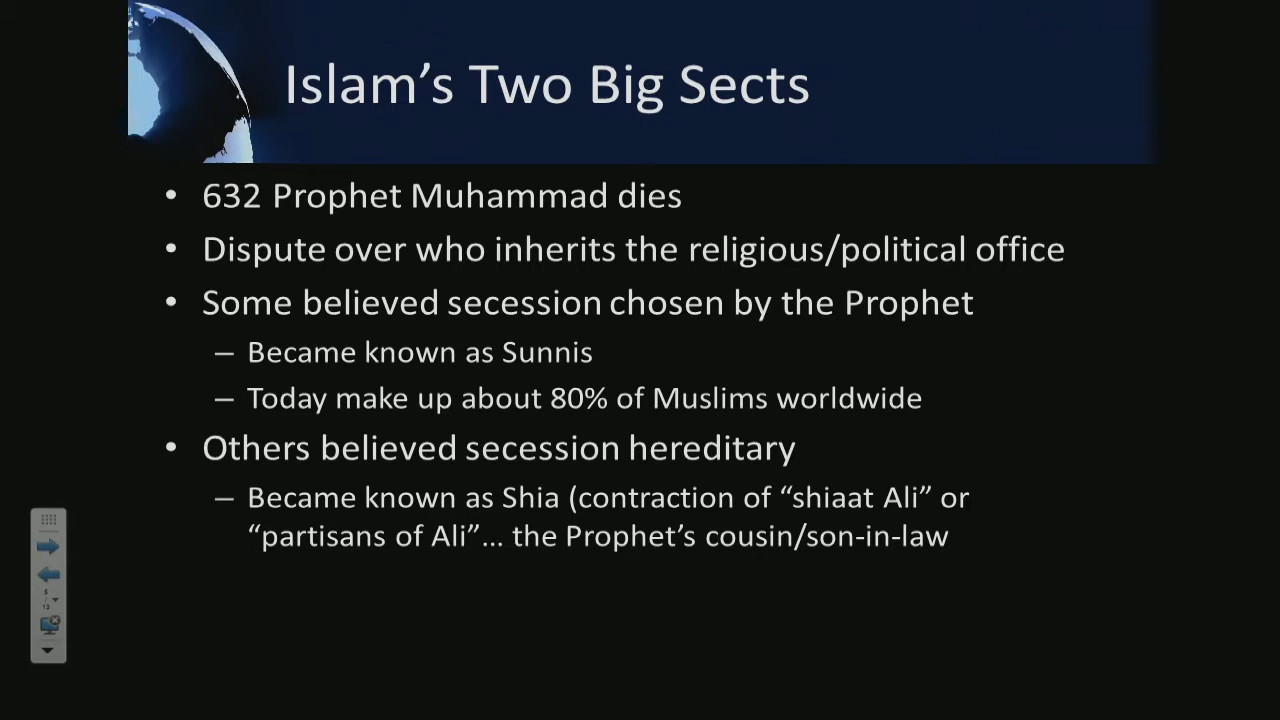 Islam’s Two Big Sects
• 632 Prophet Muhammad dies
• Dispute over who inherits the religious/political office
• Some believed secession chosen by the Prophet
– Became known as Sunnis
– Today make up about 80% of Muslims worldwide
• Others believed secession hereditary
– Became known as Shia (contraction of “shiaat Ali” or
“partisans of Ali”… the Prophet’s cousin/son-in-law
5
/
13